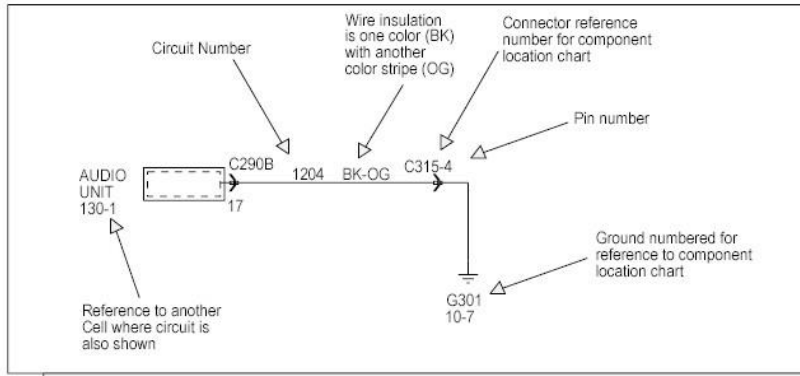 Circuit Number
Wire insulation
is one color (BK)
with another
color stripe (OG)
Connector reference
number for component
location chart
Pin number
AUDIO
UNIT
130-1
C290B
17
1204
BK-OG
C315-4
Ground numbered for
reference to component
location chart
G301
10-7
Reference to another
Cell where circuit is
also shown